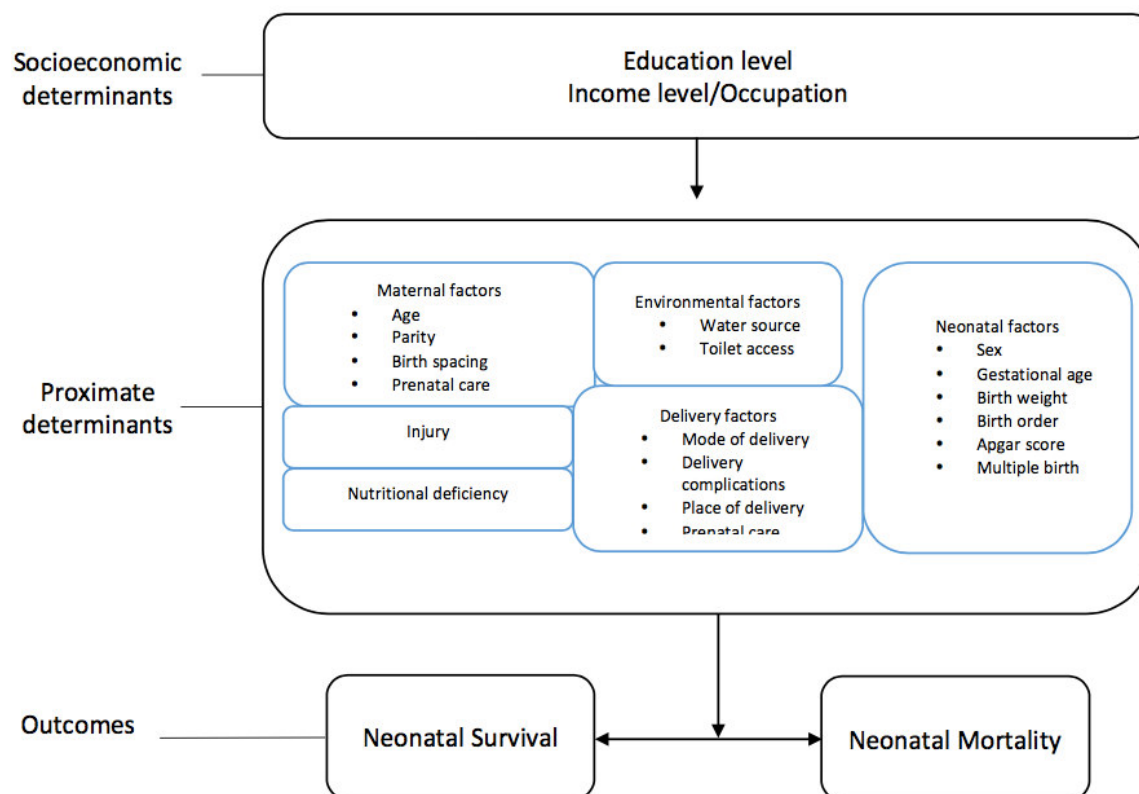 Socioeconomic
determinants
Education level
Income level/Occupation
Proximate
determinants
Maternal factors
• Age
• Parity
• Birth spacing
• Prenatal care
Injury
Nutritional deficiency
Environmental factors
• Water source
• Toilet access
Delivery factors
• Mode of delivery
• Delivery
complications
• Place of delivery
• Prenatal care
Neonatal factors
• Sex
• Gestational age
• Birth weight
• Birth order
• Apgar score
• Multiple birth
Outcomes
Neonatal Survival
Neonatal Mortality